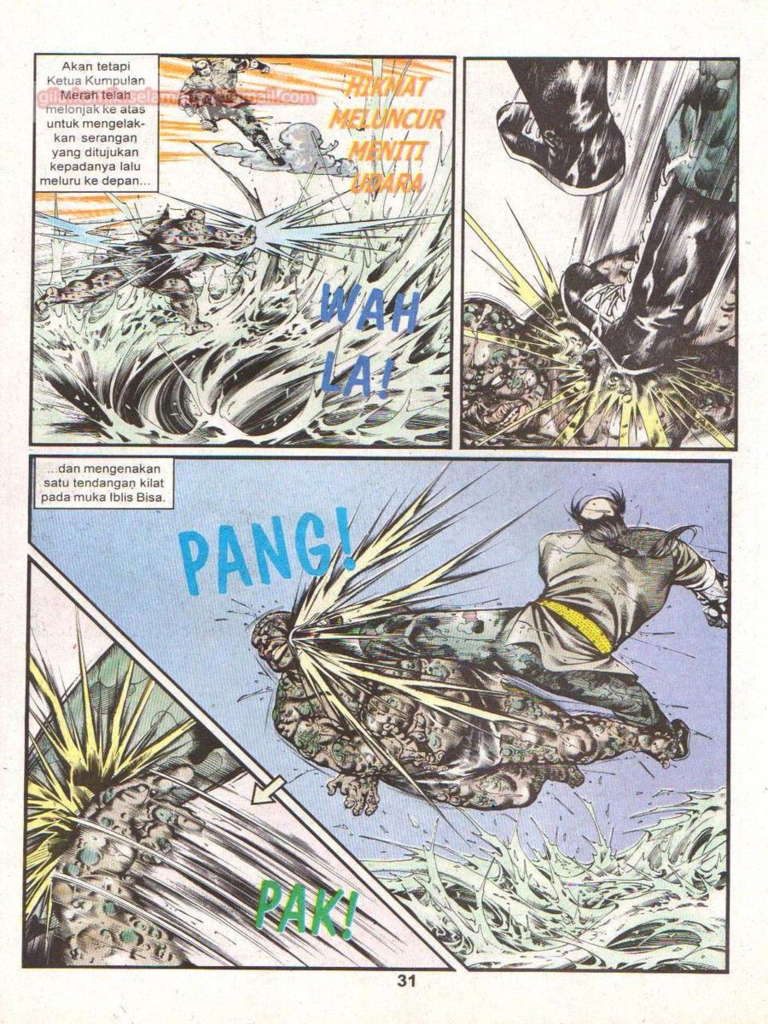 Akan tetapi
Ketua Kumpulan
Merah telah
melonjak ke atas
untuk mengelak-
kan serangan
yang ditujukan
kepadanya lalu
meluru ke depan...
HIKMAT
MELUNCUR
MENITI
UDARA
WAH
LA!
...dan mengenakan
satu tendangan kilat
pada muka Iblis Bisa.
PANG!
PAK!
31